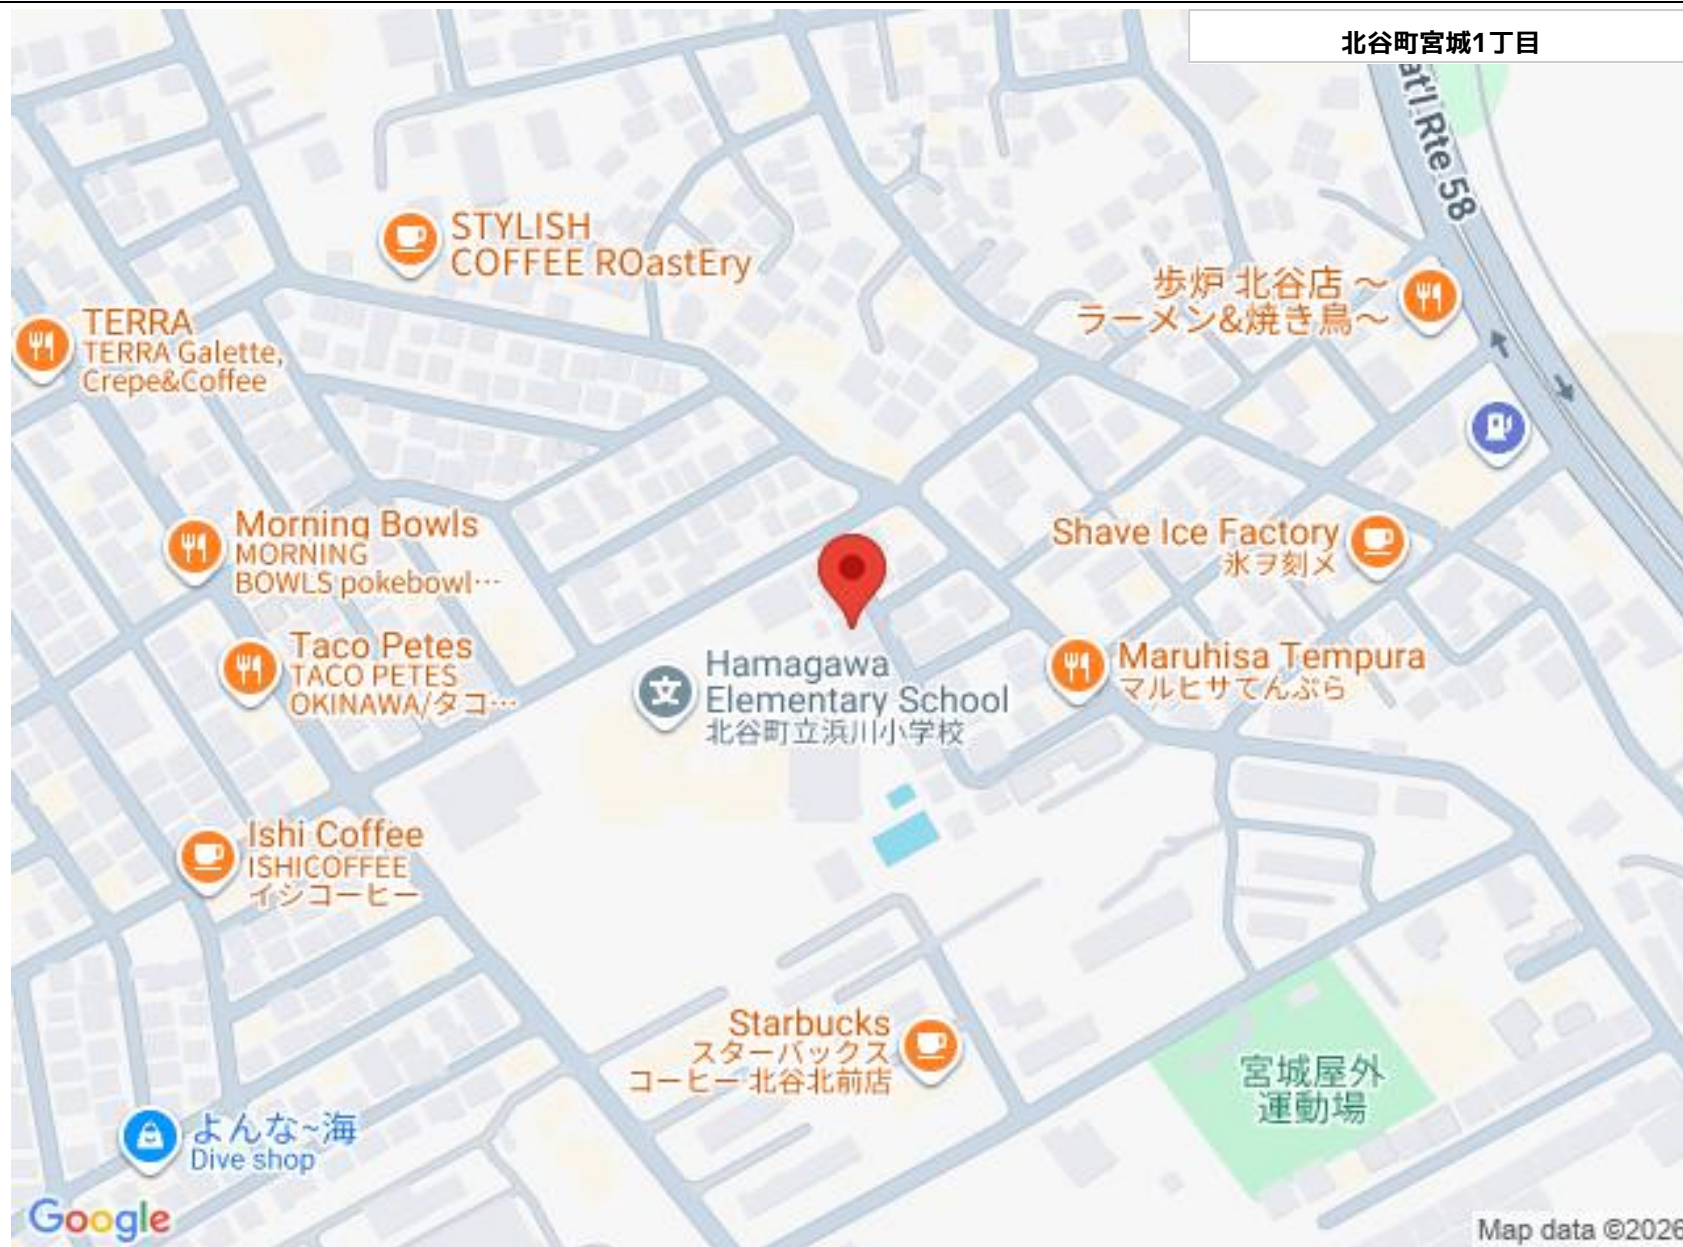 北谷町宮城1丁目
at'l Rte 58
STYLISH
COFFEE ROastEry
歩炉 北谷店 ～
ラーメン&焼き鳥～
TERRA
TERRA Galette,
Crepe&Coffee
Morning Bowls
MORNING
BOWLS pokebowl…
Shave Ice Factory
氷ヲ刻メ
Taco Petes
TACO PETES
OKINAWA/タコ…
Hamagawa
Elementary School
北谷町立浜川小学校
Maruhisa Tempura
マルヒサてんぷら
Ishi Coffee
ISHICOFFEE
イシコーヒー
Starbucks
スターバックス
コーヒー 北谷北前店
宮城屋外
運動場
よんな~海
Dive shop
Google
Map data ©2026